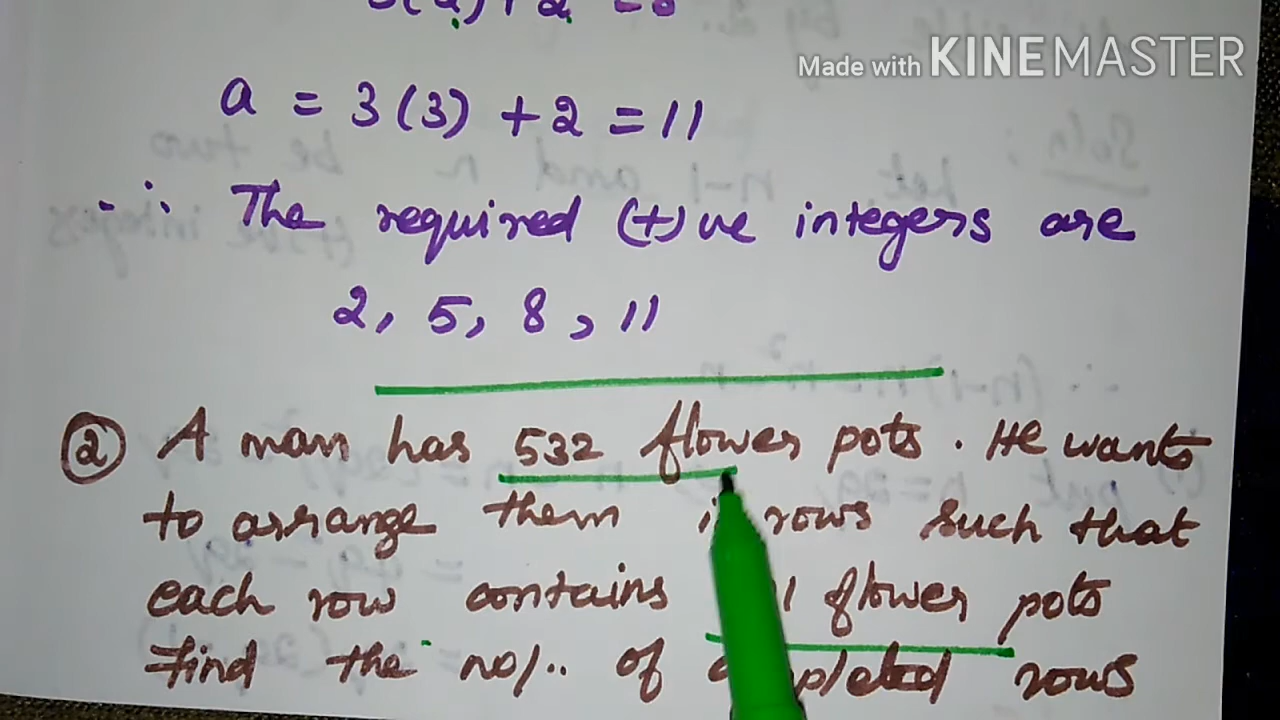 Made with KINEMASTER
a = 3(3) + 2 = 11
∴ The required (+)ve integers are
2, 5, 8, 11
② A man has 532 flower pots. He wants
to arrange them rows such that
each row contains flower pots
Find the no/.. of completed rows